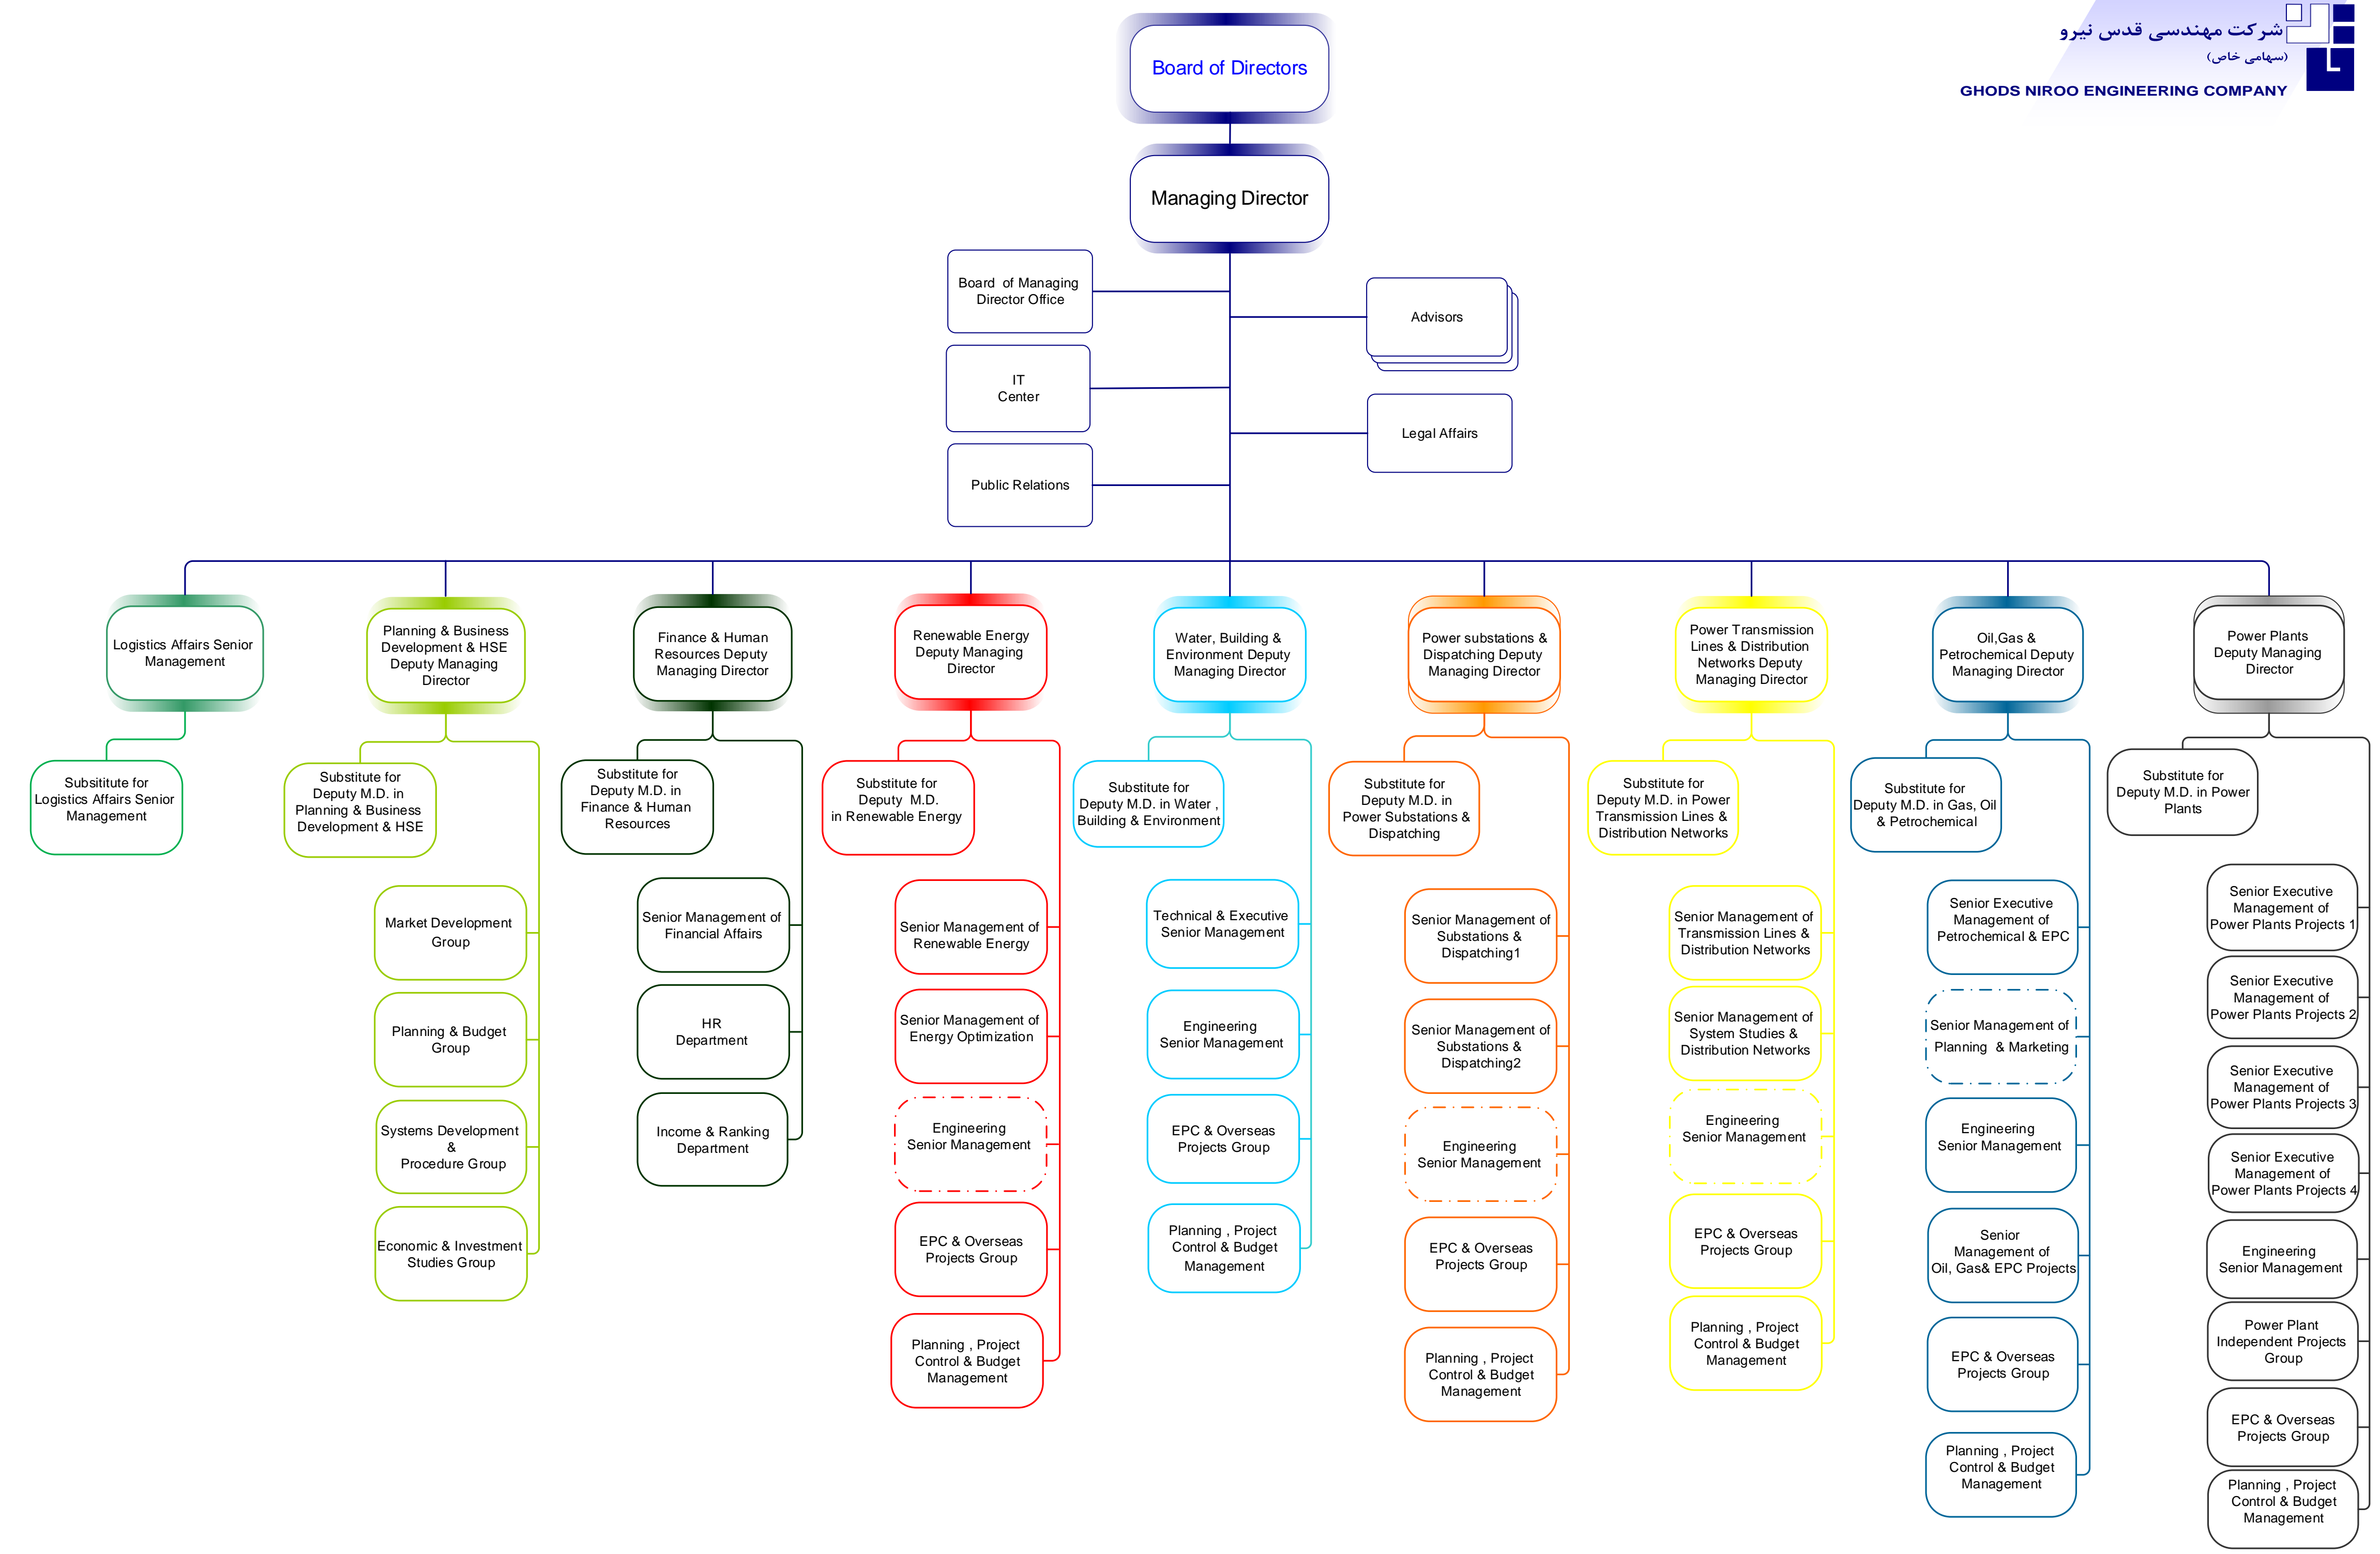 شرکت مهندسی قدس نیرو
(سهامی خاص)
GHODS NIROO ENGINEERING COMPANY
Board of Directors
Managing Director
Board of Managing
Director Office
Advisors
IT
Center
Legal Affairs
Public Relations
Logistics Affairs Senior
Management
Planning & Business
Development & HSE
Deputy Managing
Director
Finance & Human
Resources Deputy
Managing Director
Renewable Energy
Deputy Managing
Director
Water, Building &
Environment Deputy
Managing Director
Power substations &
Dispatching Deputy
Managing Director
Power Transmission
Lines & Distribution
Networks Deputy
Managing Director
Oil,Gas &
Petrochemical Deputy
Managing Director
Power Plants
Deputy Managing
Director
Subsititute for
Logistics Affairs Senior
Management
Substitute for
Deputy M.D. in
Planning & Business
Development & HSE
Substitute for
Deputy M.D. in
Finance & Human
Resources
Substitute for
Deputy M.D.
in Renewable Energy
Substitute for
Deputy M.D. in Water ,
Building & Environment
Substitute for
Deputy M.D. in
Power Substations &
Dispatching
Substitute for
Deputy M.D. in Power
Transmission Lines &
Distribution Networks
Substitute for
Deputy M.D. in Gas, Oil
& Petrochemical
Substitute for
Deputy M.D. in Power
Plants
Market Development
Group
Planning & Budget
Group
Systems Development
&
Procedure Group
Economic & Investment
Studies Group
Senior Management of
Financial Affairs
HR
Department
Income & Ranking
Department
Senior Management of
Renewable Energy
Senior Management of
Energy Optimization
Engineering
Senior Management
EPC & Overseas
Projects Group
Planning , Project
Control & Budget
Management
Technical & Executive
Senior Management
Engineering
Senior Management
EPC & Overseas
Projects Group
Planning , Project
Control & Budget
Management
Senior Management of
Substations &
Dispatching1
Senior Management of
Substations &
Dispatching2
Engineering
Senior Management
EPC & Overseas
Projects Group
Planning , Project
Control & Budget
Management
Senior Management of
Transmission Lines &
Distribution Networks
Senior Management of
System Studies &
Distribution Networks
Engineering
Senior Management
EPC & Overseas
Projects Group
Planning , Project
Control & Budget
Management
Senior Executive
Management of
Petrochemical & EPC
Senior Management of
Planning & Marketing
Engineering
Senior Management
Senior
Management of
Oil, Gas& EPC Projects
EPC & Overseas
Projects Group
Planning , Project
Control & Budget
Management
Senior Executive
Management of
Power Plants Projects 1
Senior Executive
Management of
Power Plants Projects 2
Senior Executive
Management of
Power Plants Projects 3
Senior Executive
Management of
Power Plants Projects 4
Engineering
Senior Management
Power Plant
Independent Projects
Group
EPC & Overseas
Projects Group
Planning , Project
Control & Budget
Management